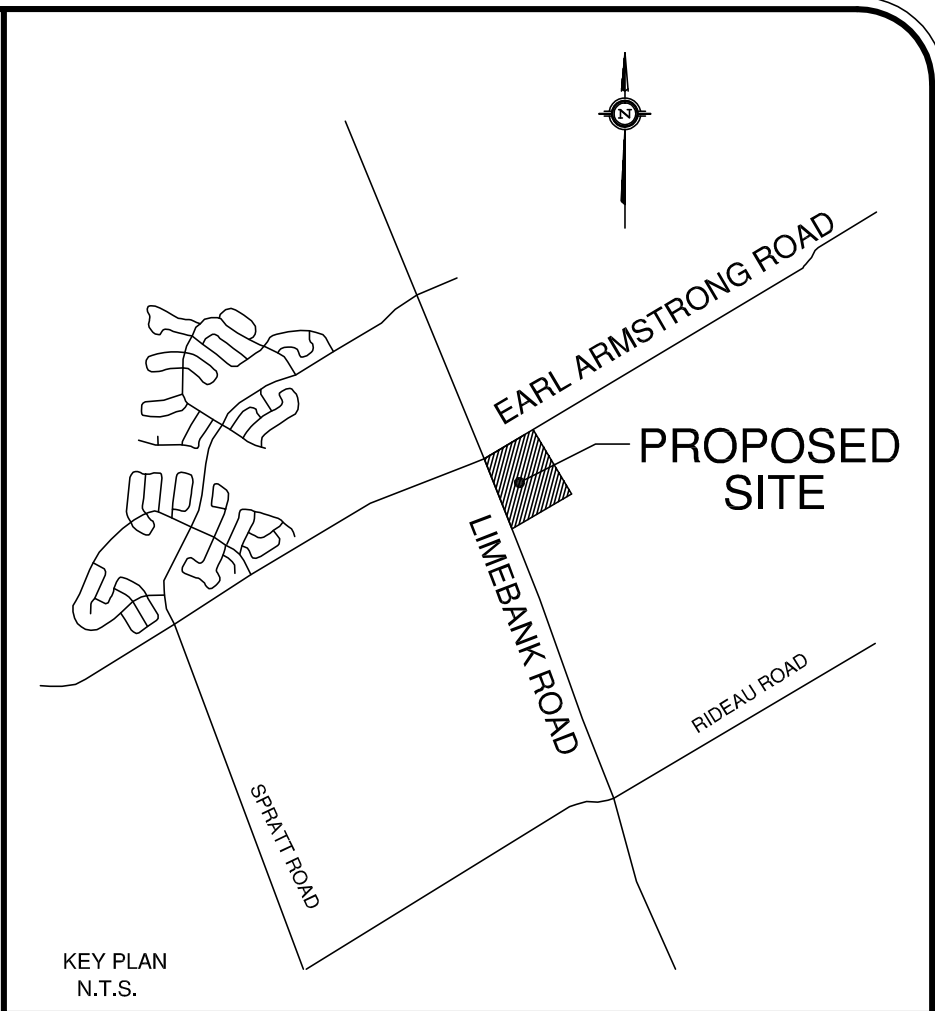 N
EARL ARMSTRONG ROAD
PROPOSED
SITE
LIMEBANK ROAD
RIDEAU ROAD
SPRATT ROAD
KEY PLAN
N.T.S.